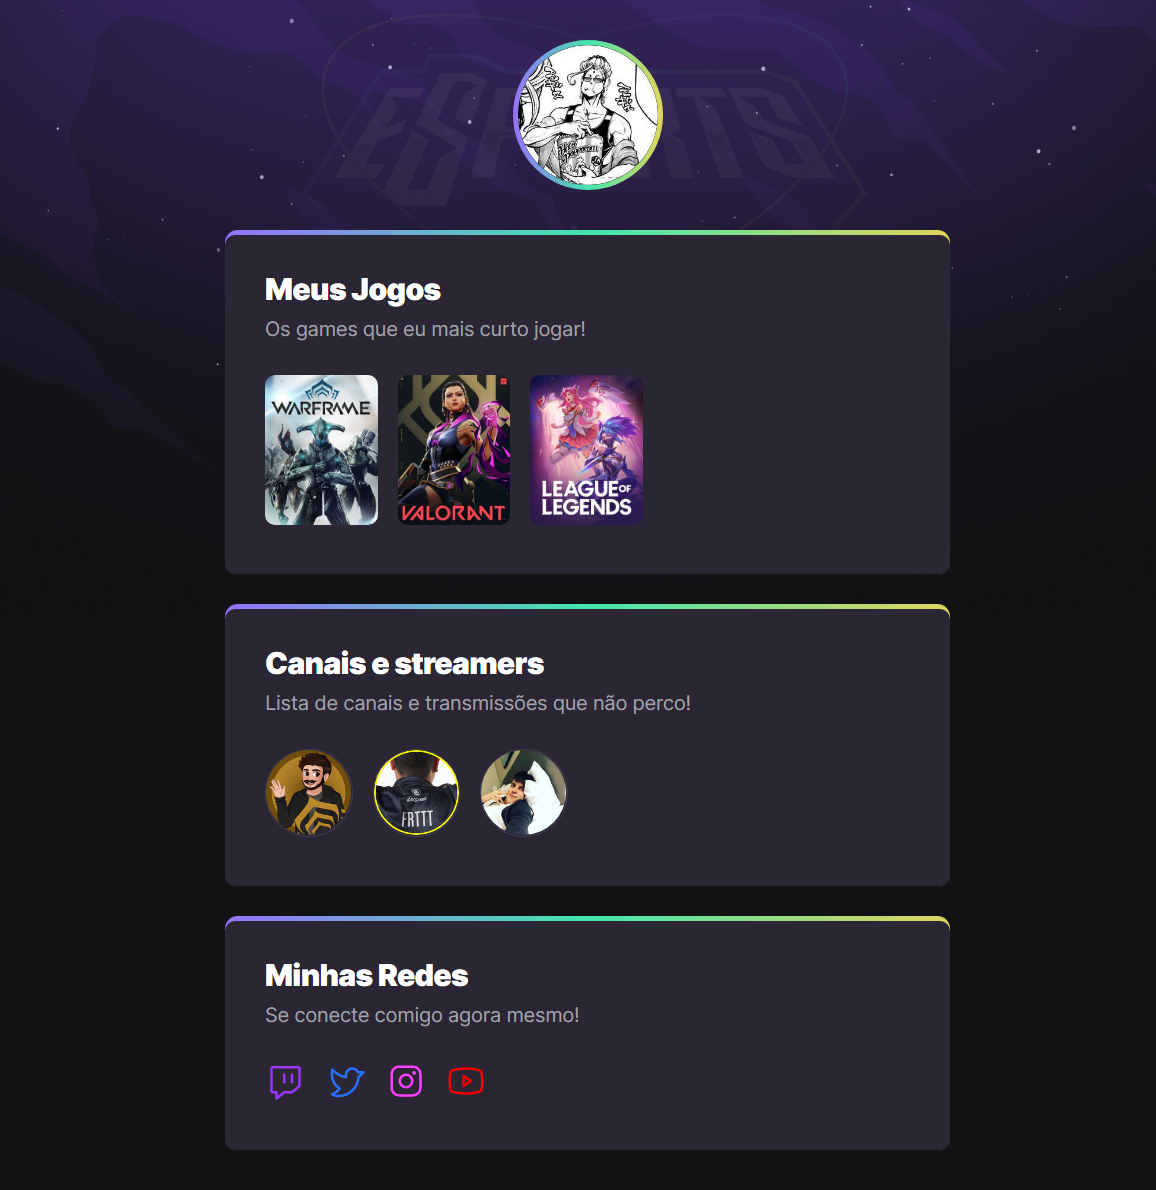 ESPORTS
Meus Jogos
Os games que eu mais curto jogar!
WARFRAME
VALORANT
LEAGUE OF
LEGENDS
Canais e streamers
Lista de canais e transmissões que não perco!
FRTTT
Minhas Redes
Se conecte comigo agora mesmo!